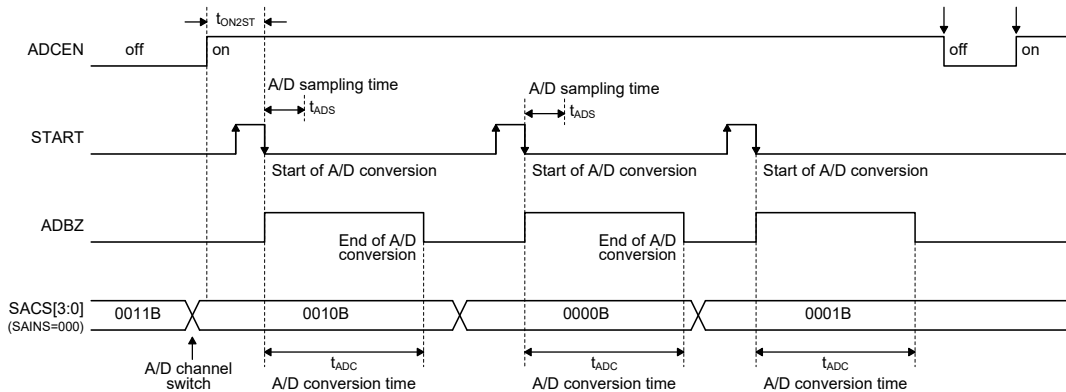 tON2ST
ADCEN
off
on
off
on
A/D sampling time
tADS
A/D sampling time
tADS
START
Start of A/D conversion
Start of A/D conversion
Start of A/D conversion
ADBZ
End of A/D
conversion
End of A/D
conversion
SACS[3:0]
(SAINS=000)
0011B
0010B
0000B
0001B
A/D channel
switch
tADC
A/D conversion time
tADC
A/D conversion time
tADC
A/D conversion time